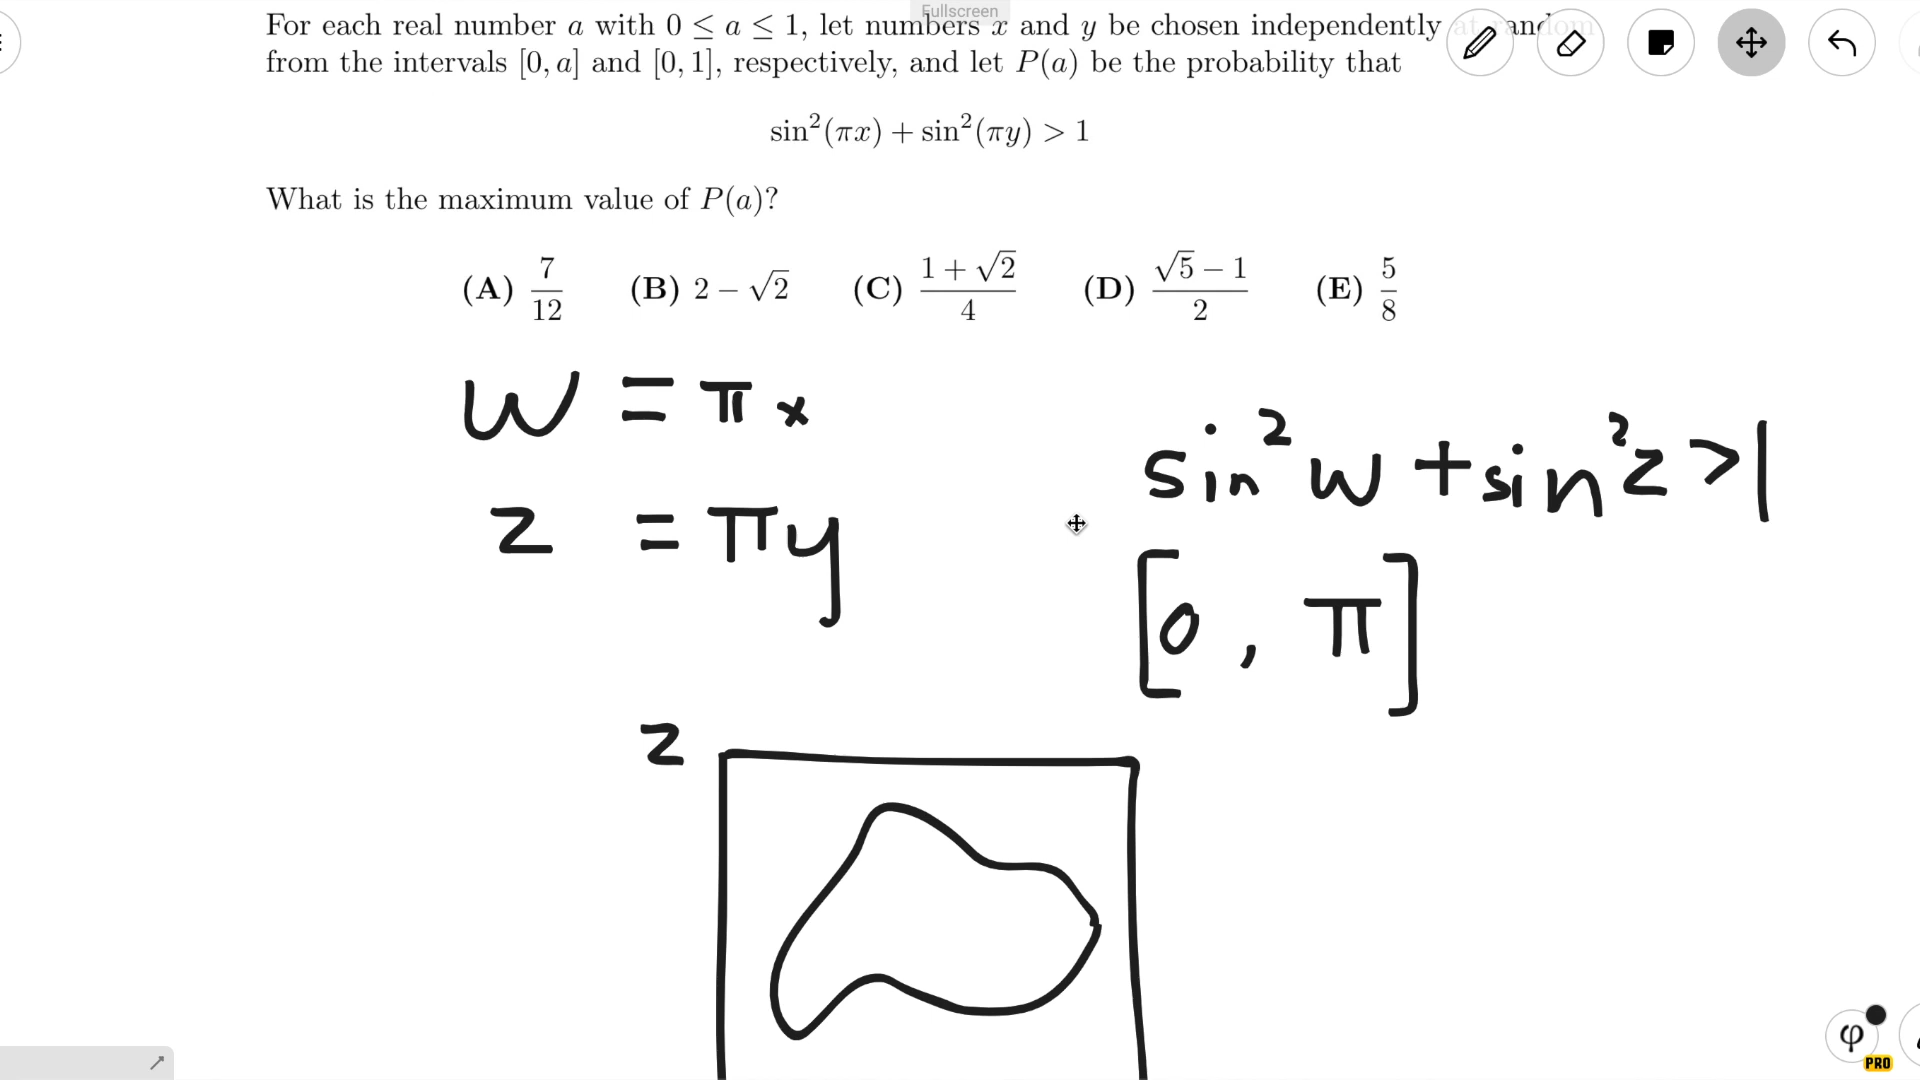 Fullscreen
For each real number a with 0 ≤ a ≤ 1, let numbers x and y be chosen independently at random
from the intervals [0, a] and [0, 1], respectively, and let P(a) be the probability that
sin²(πx) + sin²(πy) > 1
What is the maximum value of P(a)?
(A) 7/12 (B) 2 − √2 (C) (1 + √2)/4 (D) (√5 − 1)/2 (E) 5/8
w = πx
sin²w + sin²z > 1
z = πy
[0, π]
z
φ
PRO